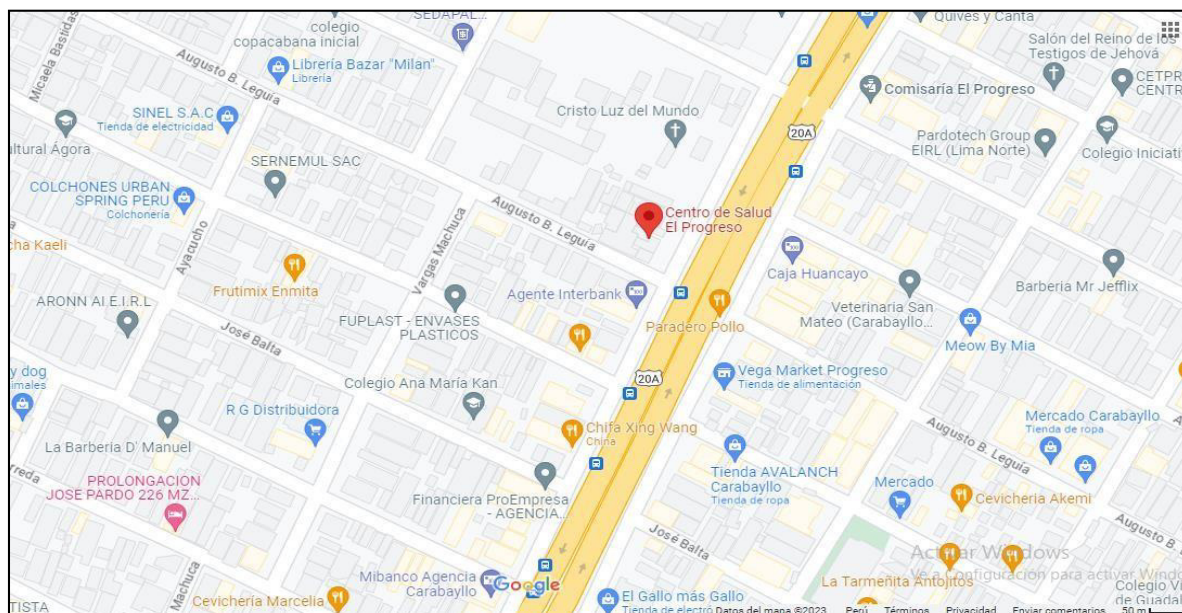 colegio
copacabana inicial
SEDAPAL...
Quives y Canta
Micaela Bastidas
Augusto B. Leguía
Librería Bazar "Milan"
Librería
Salón del Reino de los
Testigos de Jehová
CETPR
CENTR
Comisaría El Progreso
SINEL S.A.C
Tienda de electricidad
Cristo Luz del Mundo
20A
Pardotech Group
EIRL (Lima Norte)
Colegio Iniciati
ultural Ágora
SERNEMUL SAC
COLCHONES URBAN
SPRING PERU
Colchonería
Augusto B. Leguía
Centro de Salud
El Progreso
cha Kaeli
Ayacucho
Vargas Machuca
Caja Huancayo
Frutimix Enmita
Agente Interbank
Barberia Mr Jefflix
ARONN AI E.I.R.L
FUPLAST - ENVASES
PLASTICOS
Paradero Pollo
Veterinaria San
Mateo (Carabayllo...
José Balta
Meow By Mia
y dog
imales
Colegio Ana María Kan
20A
Vega Market Progreso
Tienda de alimentación
R G Distribuidora
Mercado Carabayllo
Tienda de ropa
La Barberia D' Manuel
Chifa Xing Wang
China
Augusto B. Leguía
rreda
PROLONGACION
JOSE PARDO 226 MZ...
Tienda AVALANCH
Carabayllo
Tienda de ropa
Mercado
Financiera ProEmpresa
- AGENCIA...
Cevicheria Akemi
José Balta
Augusto B.
Machuca
Mibanco Agencia
Carabayllo
Google
La Tarmeñita Antojitos
Activar Windows
Ve a Configuración para activar Windo
Colegio Vi
de Guadal
TISTA
Cevichería Marcelia
El Gallo más Gallo
Tienda de electró
Datos del mapa ©2023 Perú Términos Privacidad Enviar comentarios 50 m